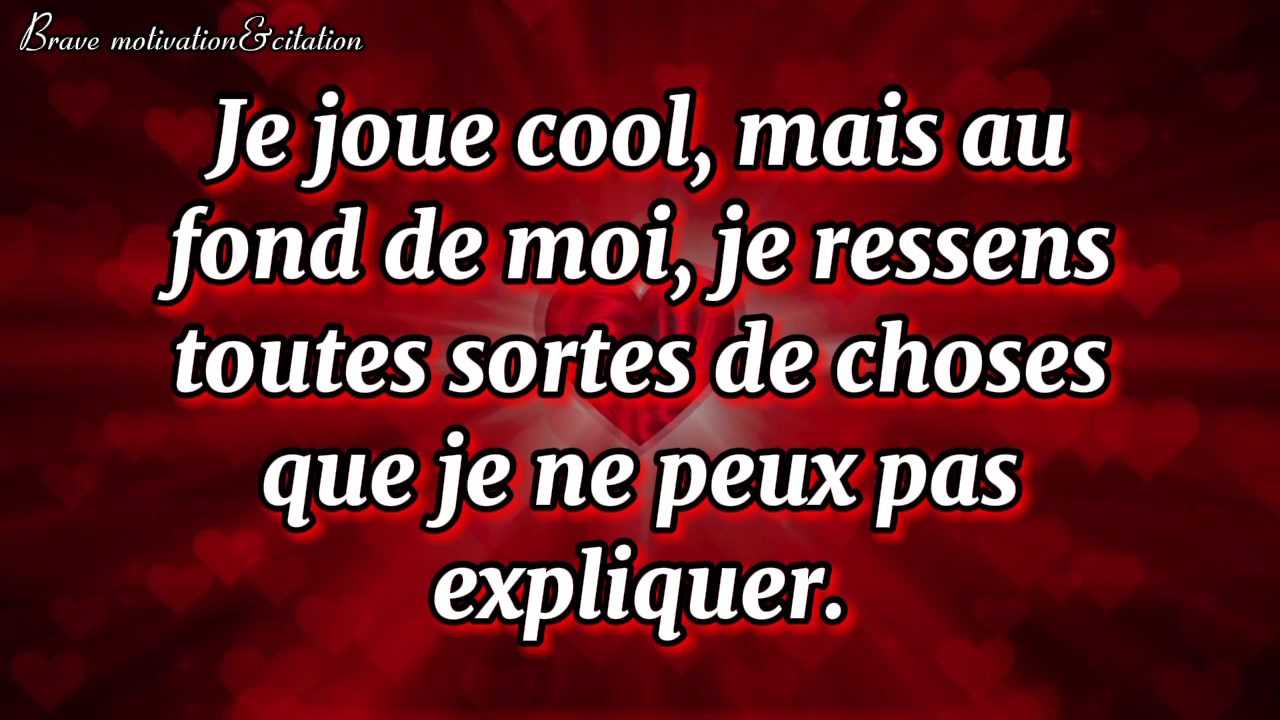 Brave motivation&citation
Je joue cool, mais au
fond de moi, je ressens
toutes sortes de choses
que je ne peux pas
expliquer.